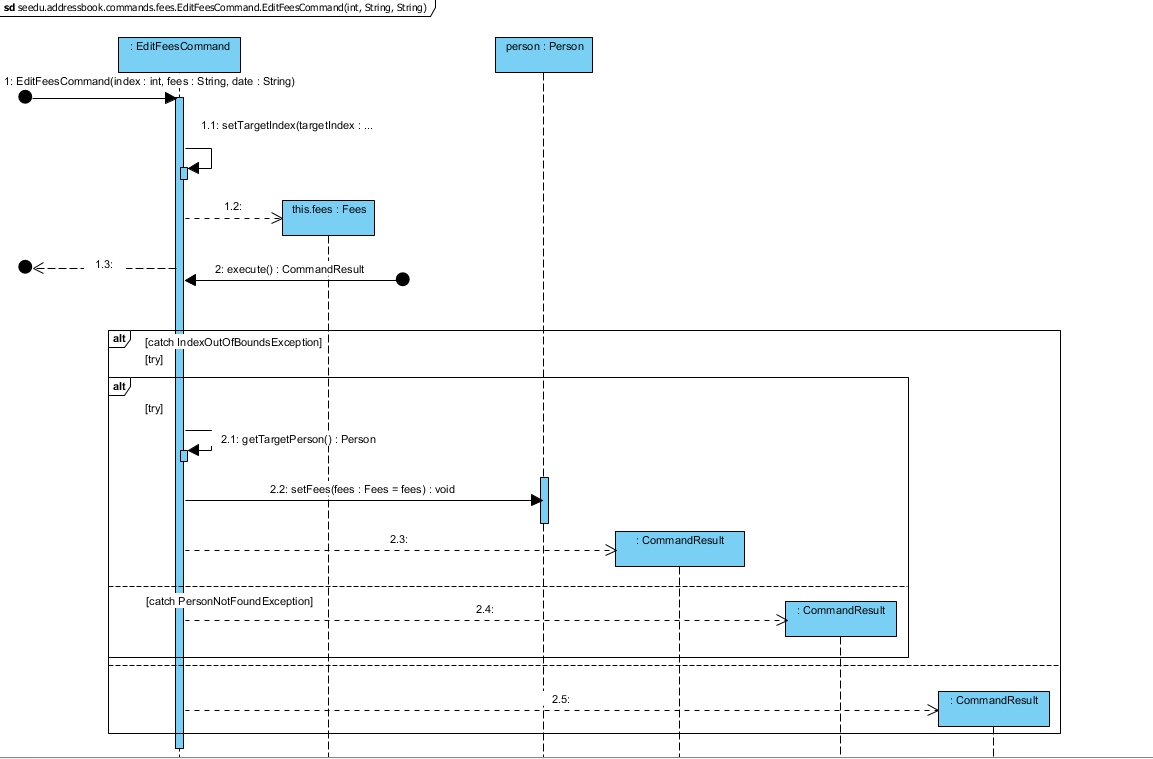 sd seedu.addressbook.commands.fees.EditFeesCommand.EditFeesCommand(int, String, String)
: EditFeesCommand
person : Person
1: EditFeesCommand(index : int, fees : String, date : String)
1.1: setTargetIndex(targetIndex : ...
1.2:
this.fees : Fees
1.3:
2: execute() : CommandResult
alt
[catch IndexOutOfBoundsException]
[try]
alt
[try]
2.1: getTargetPerson() : Person
2.2: setFees(fees : Fees = fees) : void
2.3:
: CommandResult
[catch PersonNotFoundException]
2.4:
: CommandResult
2.5:
: CommandResult